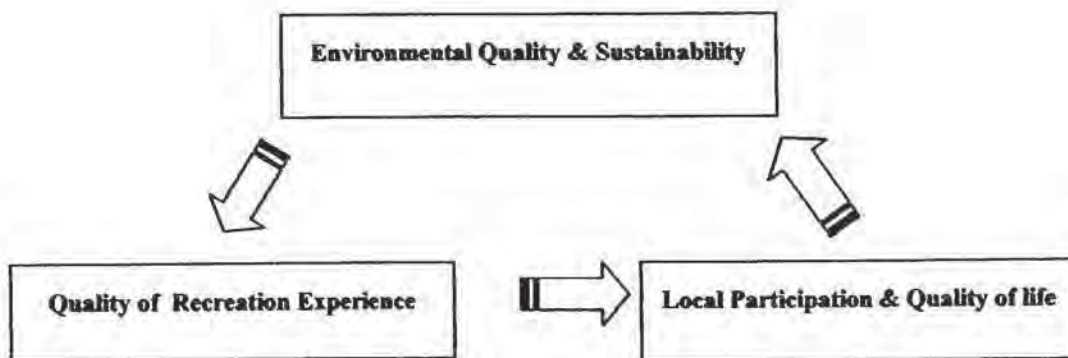 Environmental Quality & Sustainability
Quality of Recreation Experience
Local Participation & Quality of life